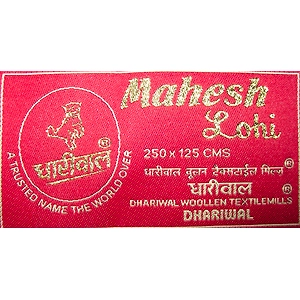 Mahesh
Lohi
®
250 x 125 CMS
धारीवाल वूलन टैक्सटाईल मिल्ज़
धारीवाल ®
DHARIWAL WOOLLEN TEXTILEMILLS
DHARIWAL
धारीवाल ®
A TRUSTED NAME THE WORLD OVER